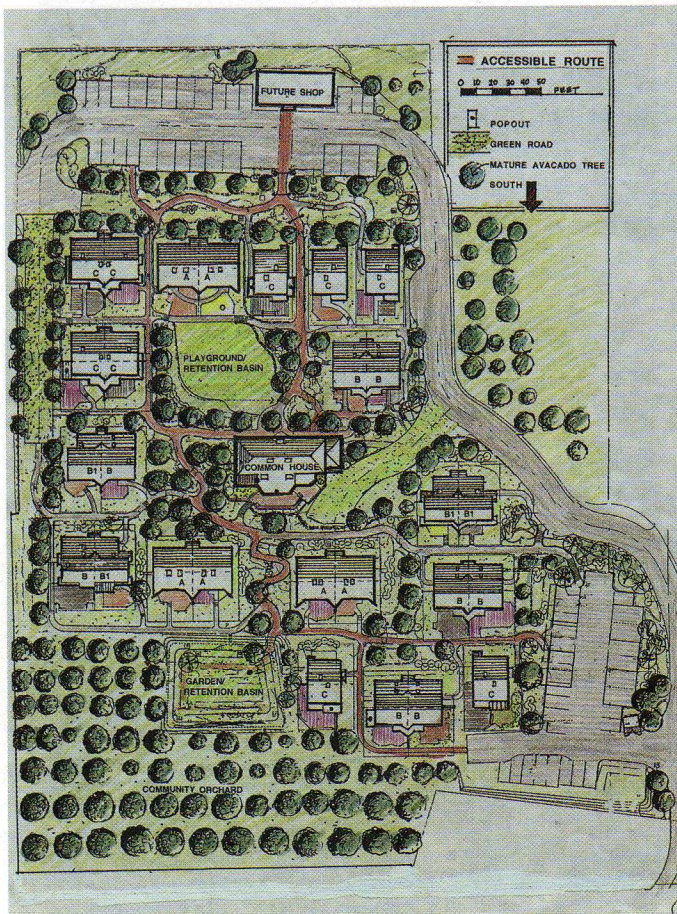 ACCESSIBLE ROUTE
0 10 20 30 40 50 FEET
POPOUT
GREEN ROAD
MATURE AVACADO TREE
SOUTH
FUTURE SHOP
C C
A A
C
C
C
PLAYGROUND/
RETENTION BASIN
C C
B B
B1 B
COMMON HOUSE
B1 B1
B B1
A A
A A
B B
GARDEN/
RETENTION BASIN
C
B B
C
COMMUNITY ORCHARD